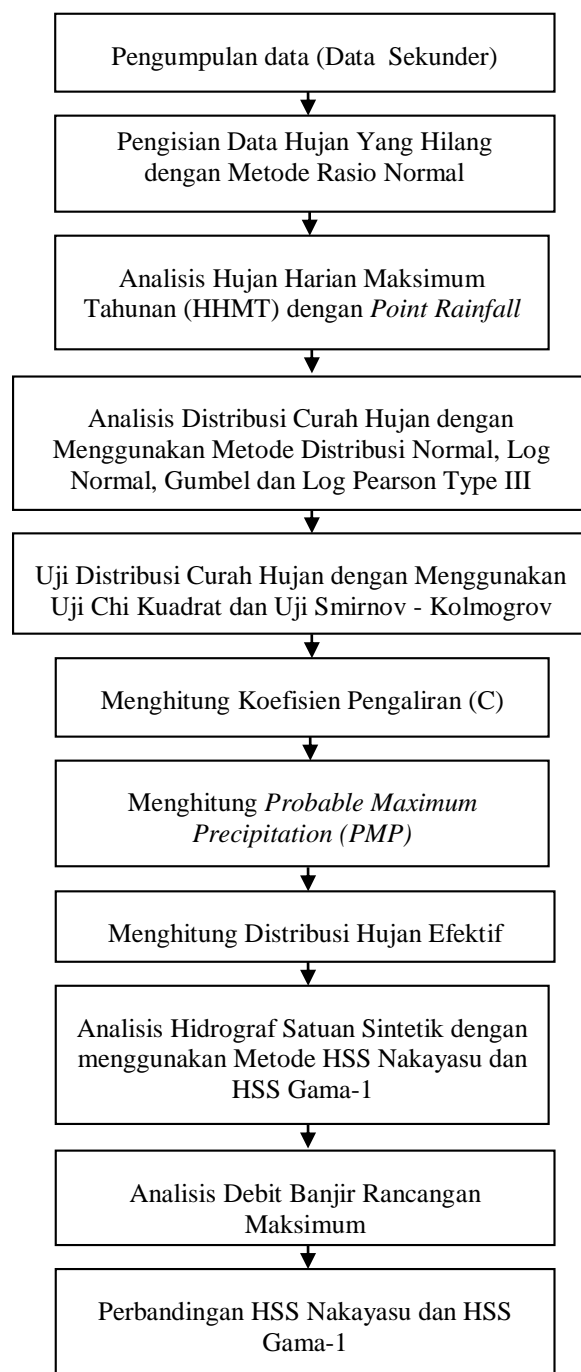 Pengumpulan data (Data Sekunder)
Pengisian Data Hujan Yang Hilang
dengan Metode Rasio Normal
Analisis Hujan Harian Maksimum
Tahunan (HHMT) dengan Point Rainfall
Analisis Distribusi Curah Hujan dengan
Menggunakan Metode Distribusi Normal, Log
Normal, Gumbel dan Log Pearson Type III
Uji Distribusi Curah Hujan dengan Menggunakan
Uji Chi Kuadrat dan Uji Smirnov - Kolmogrov
Menghitung Koefisien Pengaliran (C)
Menghitung Probable Maximum
Precipitation (PMP)
Menghitung Distribusi Hujan Efektif
Analisis Hidrograf Satuan Sintetik dengan
menggunakan Metode HSS Nakayasu dan
HSS Gama-1
Analisis Debit Banjir Rancangan
Maksimum
Perbandingan HSS Nakayasu dan HSS
Gama-1